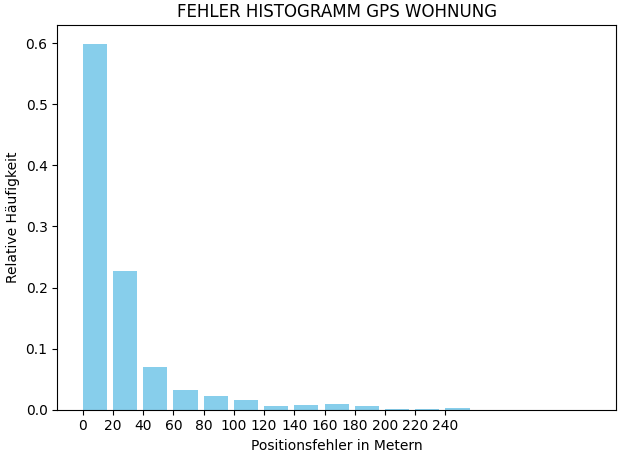 FEHLER HISTOGRAMM GPS WOHNUNG
Relative Häufigkeit
0.6
0.5
0.4
0.3
0.2
0.1
0.0
0 20 40 60 80 100 120 140 160 180 200 220 240
Positionsfehler in Metern